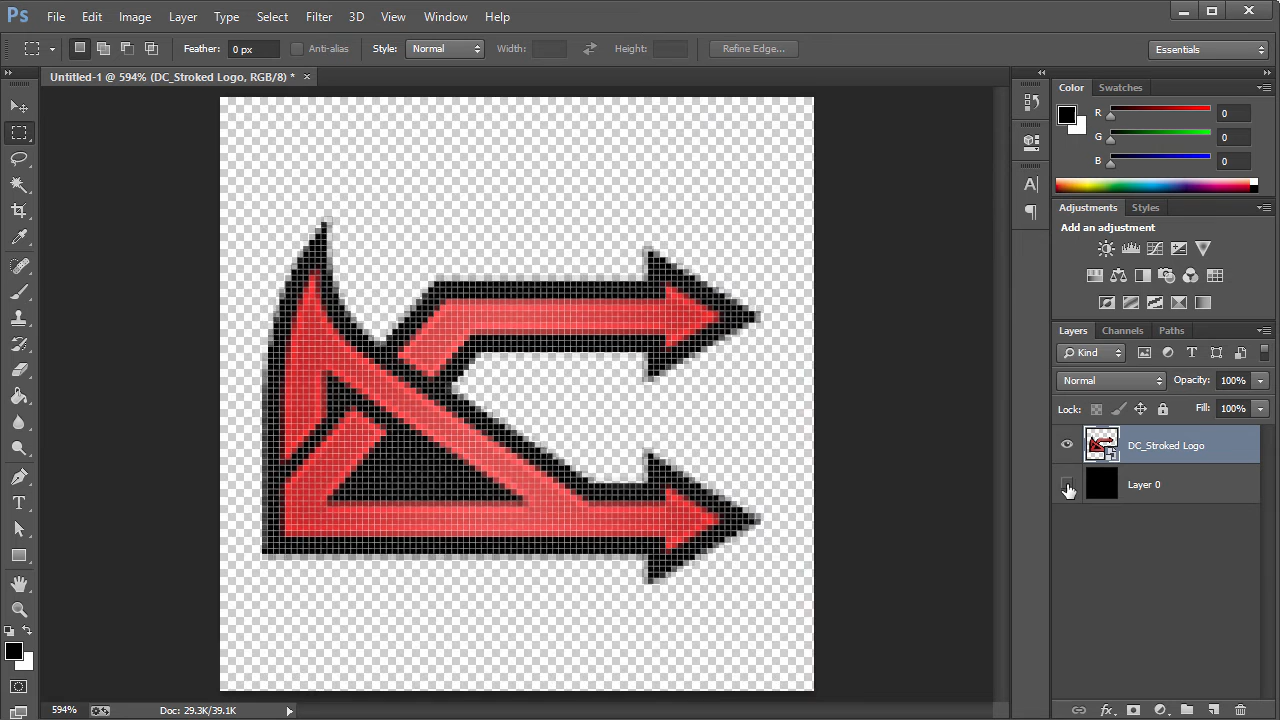 Ps File Edit Image Layer Type Select Filter 3D View Window Help
Feather: 0 px Anti-alias Style: Normal Width: Height: Refine Edge... Essentials
Untitled-1 @ 594% (DC_Stroked Logo, RGB/8) * ×
Color Swatches
R 0
G 0
B 0
Adjustments Styles
Add an adjustment
Layers Channels Paths
Kind
Normal Opacity: 100%
Lock: Fill: 100%
DC_Stroked Logo
Layer 0
594% Doc: 29.3K/39.1K